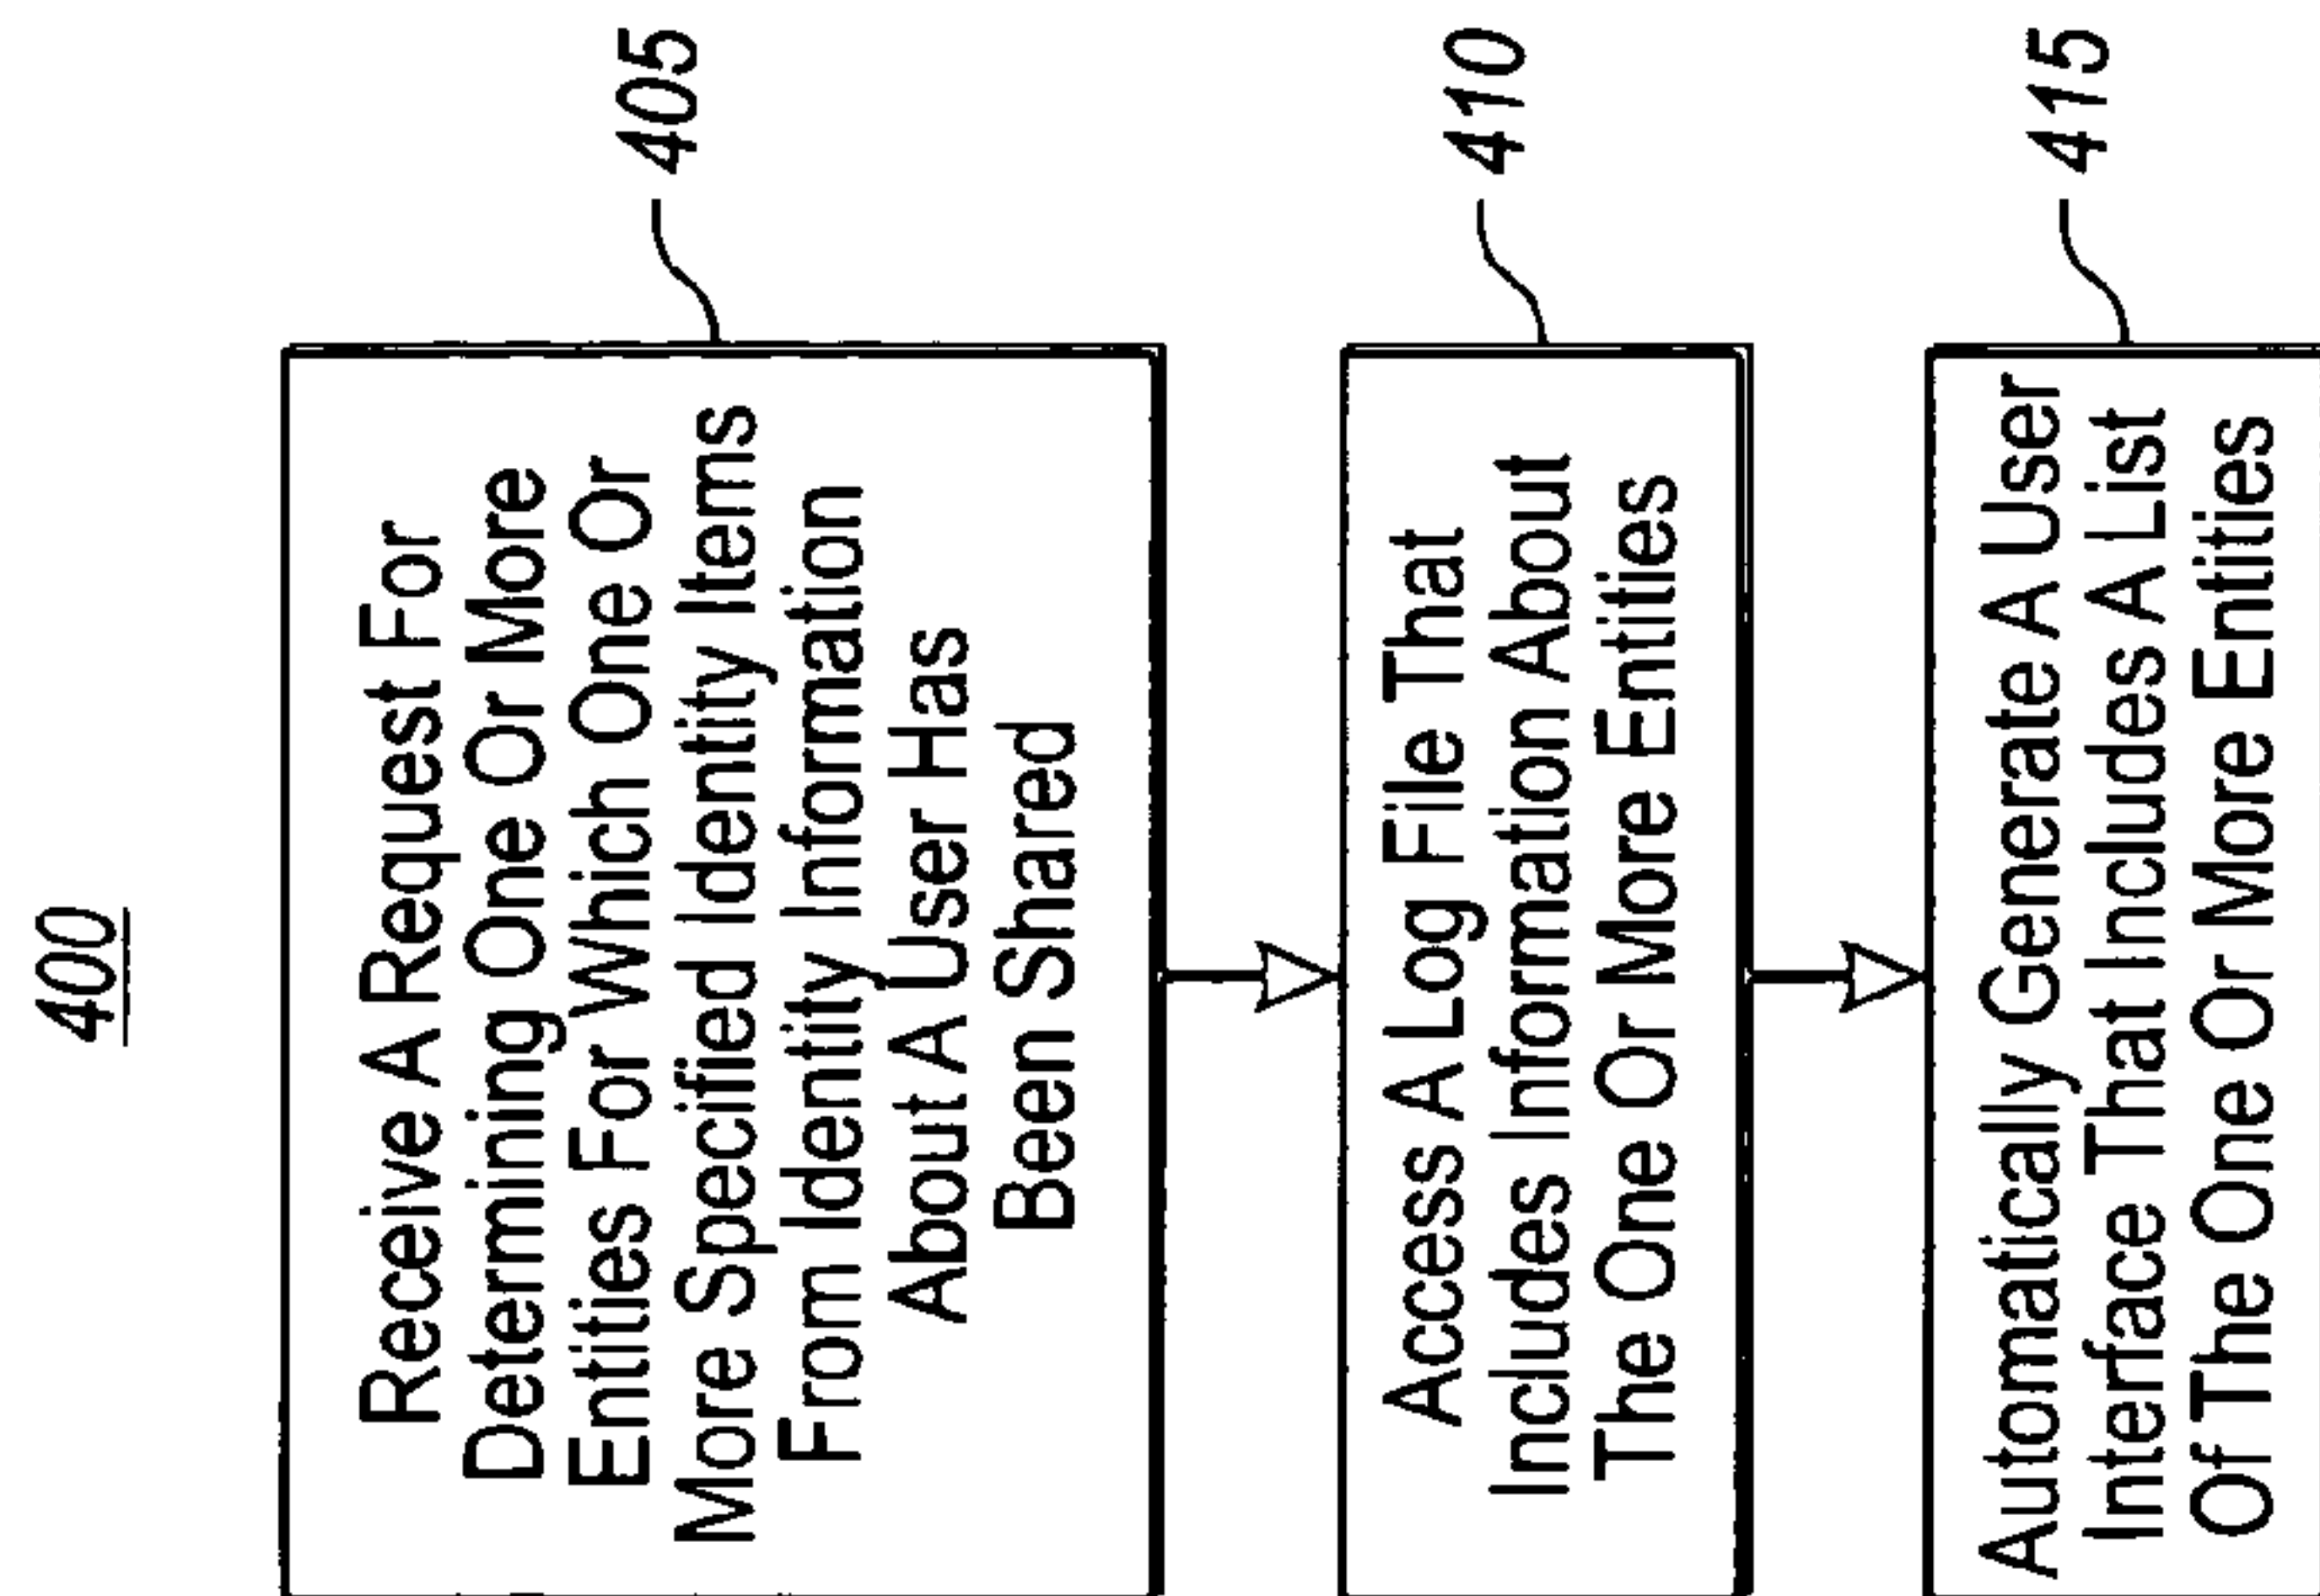 400
Receive A Request For
Determining One Or More
Entities For Which One Or
More Specified Identity Items
From Identity Information
About A User Has
Been Shared
405
Access A Log File That
Includes Information About
The One Or More Entities
410
Automatically Generate A User
Interface That Includes A List
Of The One Or More Entities
415